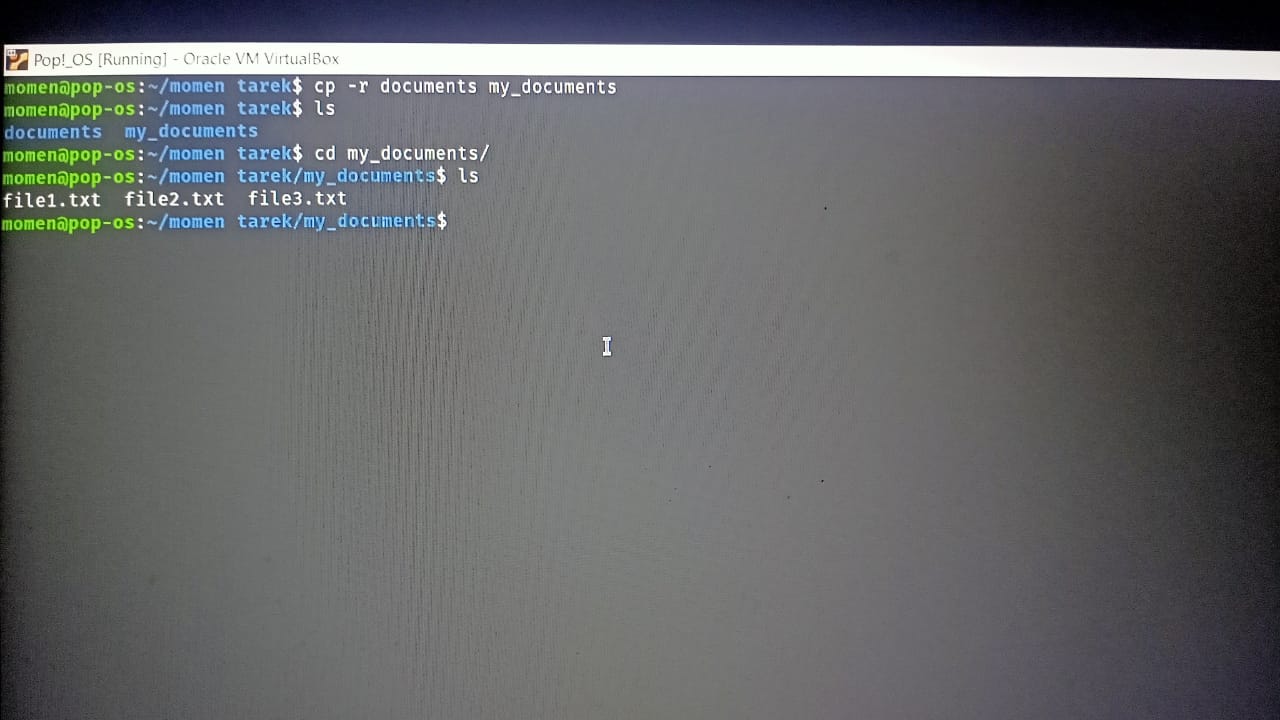 Pop!_OS [Running] - Oracle VM VirtualBox
momen@pop-os:~/momen tarek$ cp -r documents my_documents
momen@pop-os:~/momen tarek$ ls
documents  my_documents
momen@pop-os:~/momen tarek$ cd my_documents/
momen@pop-os:~/momen tarek/my_documents$ ls
file1.txt  file2.txt  file3.txt
momen@pop-os:~/momen tarek/my_documents$